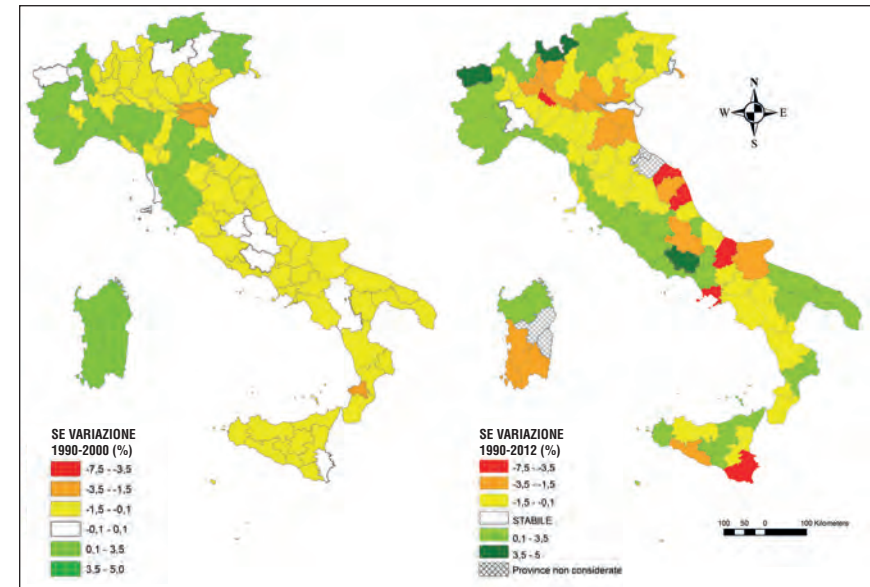 N
W E
S
SE VARIAZIONE
1990-2000 (%)
-7,5 - -3,5
-3,5 - -1,5
-1,5 - -0,1
-0,1 - 0,1
0,1 - 3,5
3,5 - 5,0
SE VARIAZIONE
1990-2012 (%)
-7,5 - -3,5
-3,5 - -1,5
-1,5 - -0,1
STABILE
0,1 - 3,5
3,5 - 5
Province non considerate
100 50 0 100 Kilometers